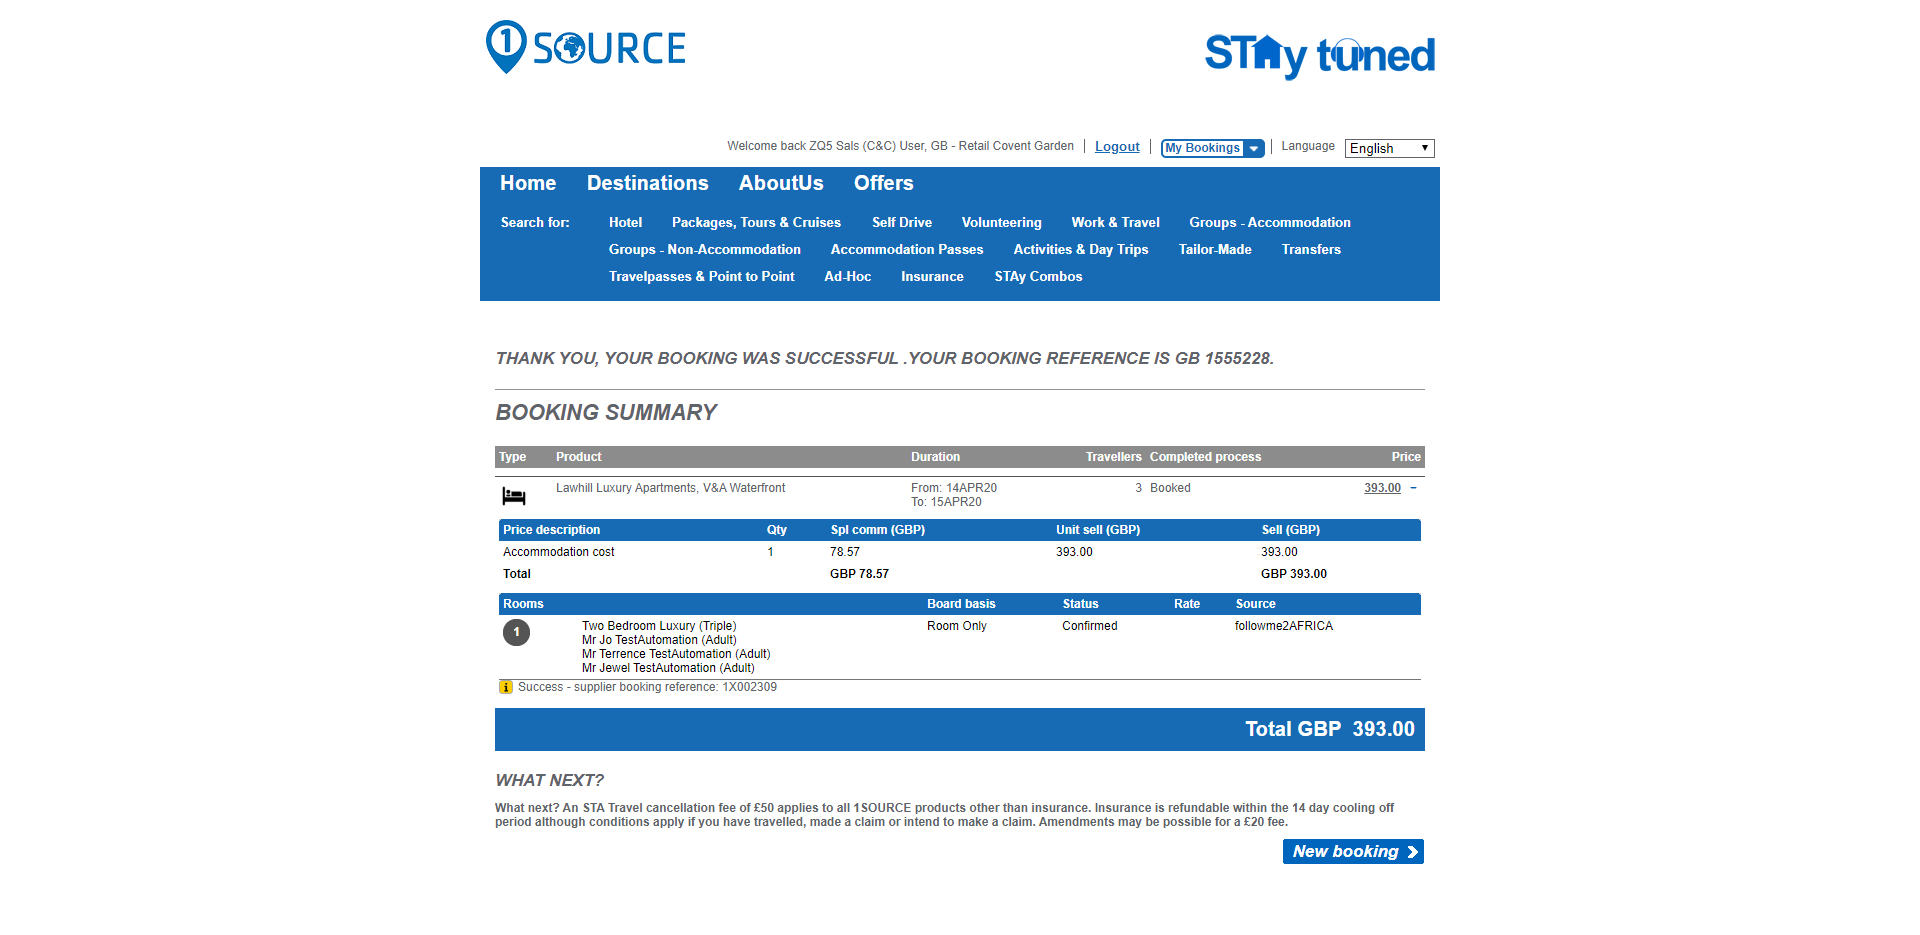 1 SOURCE
STAy tuned
Welcome back ZQ5 Sals (C&C) User, GB - Retail Covent Garden Logout My Bookings Language English
Home Destinations AboutUs Offers
Search for: Hotel Packages, Tours & Cruises Self Drive Volunteering Work & Travel Groups - Accommodation
Groups - Non-Accommodation Accommodation Passes Activities & Day Trips Tailor-Made Transfers
Travelpasses & Point to Point Ad-Hoc Insurance STAy Combos
THANK YOU, YOUR BOOKING WAS SUCCESSFUL .YOUR BOOKING REFERENCE IS GB 1555228.
BOOKING SUMMARY
Type Product Duration Travellers Completed process Price
Lawhill Luxury Apartments, V&A Waterfront From: 14APR20 3 Booked 393.00 −
To: 15APR20
Price description Qty Spl comm (GBP) Unit sell (GBP) Sell (GBP)
Accommodation cost 1 78.57 393.00 393.00
Total GBP 78.57 GBP 393.00
Rooms Board basis Status Rate Source
1 Two Bedroom Luxury (Triple) Room Only Confirmed followme2AFRICA
Mr Jo TestAutomation (Adult)
Mr Terrence TestAutomation (Adult)
Mr Jewel TestAutomation (Adult)
i Success - supplier booking reference: 1X002309
Total GBP 393.00
WHAT NEXT?
What next? An STA Travel cancellation fee of £50 applies to all 1SOURCE products other than insurance. Insurance is refundable within the 14 day cooling off
period although conditions apply if you have travelled, made a claim or intend to make a claim. Amendments may be possible for a £20 fee.
New booking